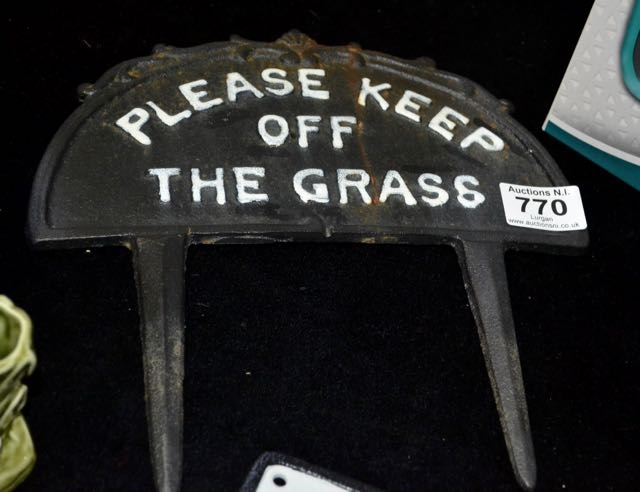 PLEASE KEEP
OFF
THE GRASS
Auctions N.I.
770
Lurgan
www.auctionsni.co.uk